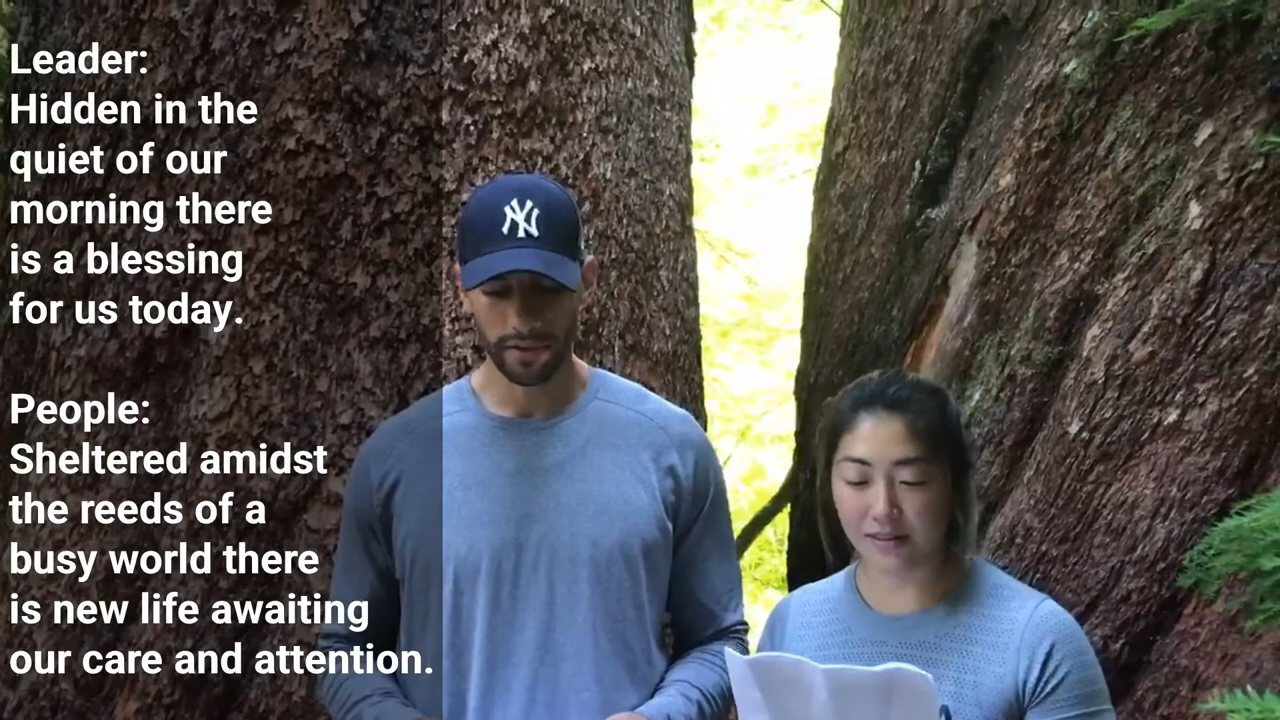 Leader:
Hidden in the
quiet of our
morning there
is a blessing
for us today.
People:
Sheltered amidst
the reeds of a
busy world there
is new life awaiting
our care and attention.
NY